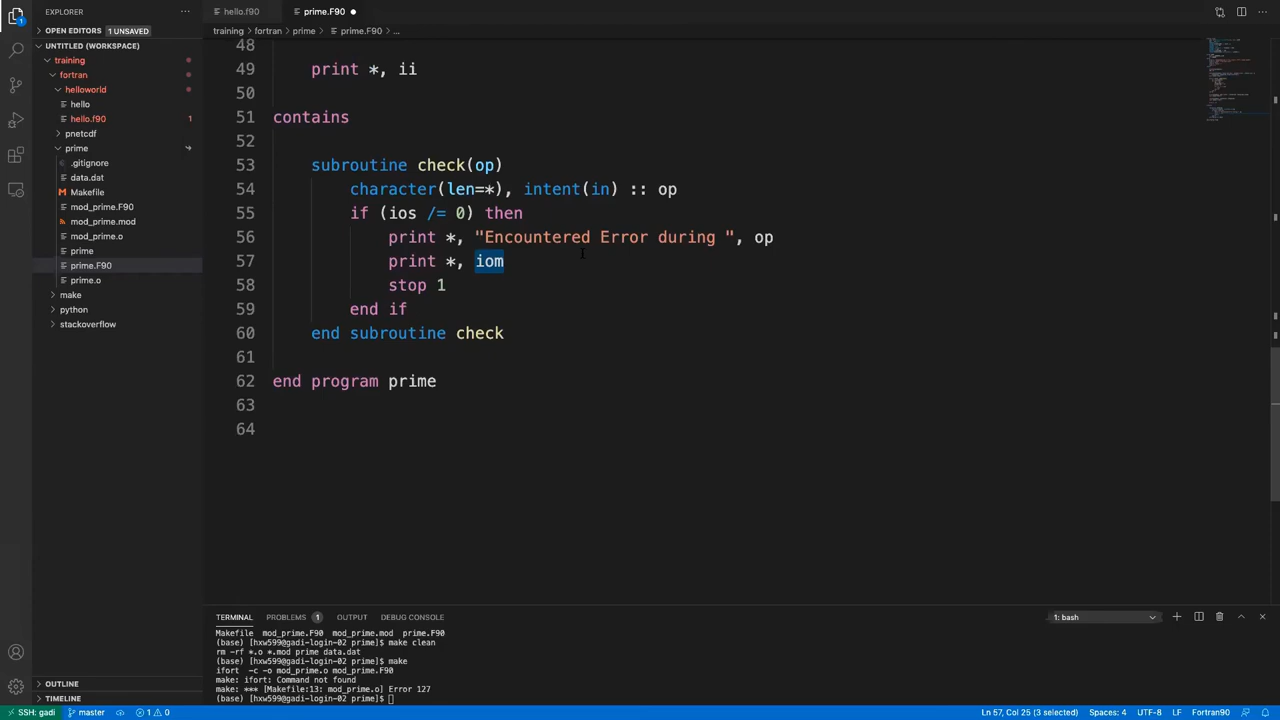 EXPLORER
···
hello.f90
prime.F90 ●
···
OPEN EDITORS 1 UNSAVED
training > fortran > prime > prime.F90 > ...
UNTITLED (WORKSPACE)
training
fortran
helloworld
hello
hello.f90 1
pnetcdf
prime
.gitignore
data.dat
Makefile
mod_prime.F90
mod_prime.mod
mod_prime.o
prime
prime.F90
prime.o
make
python
stackoverflow
1
48
49 print *, ii
50
51 contains
52
53 subroutine check(op)
54 character(len=*), intent(in) :: op
55 if (ios /= 0) then
56 print *, "Encountered Error during ", op
57 print *, iom
58 stop 1
59 end if
60 end subroutine check
61
62 end program prime
63
64
TERMINAL PROBLEMS 1 OUTPUT DEBUG CONSOLE
1: bash
Makefile mod_prime.F90 mod_prime.mod prime.F90
(base) [hxw599@gadi-login-02 prime]$ make clean
rm -rf *.o *.mod prime data.dat
(base) [hxw599@gadi-login-02 prime]$ make
ifort -c -o mod_prime.o mod_prime.F90
make: ifort: Command not found
make: *** [Makefile:13: mod_prime.o] Error 127
(base) [hxw599@gadi-login-02 prime]$
OUTLINE
TIMELINE
SSH: gadi master 1 0
Ln 57, Col 25 (3 selected) Spaces: 4 UTF-8 LF Fortran90